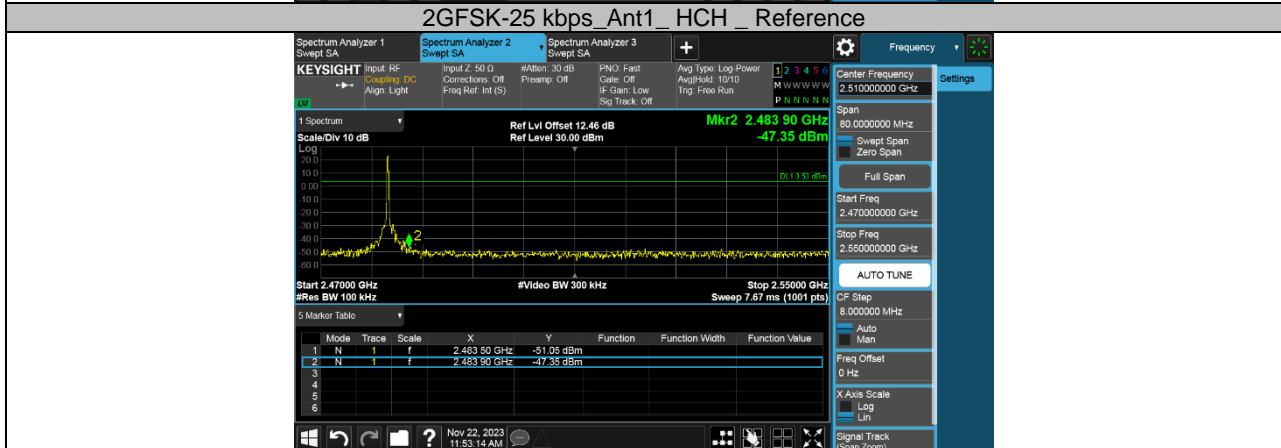 2GFSK-25 kbps_Ant1_ HCH _ Reference
Spectrum Analyzer 1
Swept SA
Spectrum Analyzer 2
Swept SA
Spectrum Analyzer 3
Swept SA
Frequency
KEYSIGHT
Input: RF
Coupling: DC
Align: Light
Input Z: 50 Ω
Corrections: Off
Freq Ref: Int (S)
#Atten: 30 dB
Preamp: Off
PNO: Fast
Gate: Off
IF Gain: Low
Sig Track: Off
Avg Type: Log-Power
Avg|Hold: 10/10
Trig: Free Run
1 2 3 4 5 6
M W W W W W
P N N N N N
LXI
1 Spectrum
Scale/Div 10 dB
Ref Lvl Offset 12.46 dB
Ref Level 30.00 dBm
Mkr2 2.483 90 GHz
-47.35 dBm
Log
20.0
10.0
0.00
-10.0
-20.0
-30.0
-40.0
-50.0
-60.0
2
Start 2.47000 GHz
#Res BW 100 kHz
#Video BW 300 kHz
Stop 2.55000 GHz
Sweep 7.67 ms (1001 pts)
5 Marker Table
Mode Trace Scale X Y Function Function Width Function Value
1 N 1 f 2.483 50 GHz -51.05 dBm
2 N 1 f 2.483 90 GHz -47.35 dBm
3
4
5
6
Nov 22, 2023
11:53:14 AM
Center Frequency
2.510000000 GHz
Settings
Span
80.0000000 MHz
Swept Span
Zero Span
Full Span
Start Freq
2.470000000 GHz
Stop Freq
2.550000000 GHz
AUTO TUNE
CF Step
8.000000 MHz
Auto
Man
Freq Offset
0 Hz
X Axis Scale
Log
Lin
Signal Track
(Span Zoom)